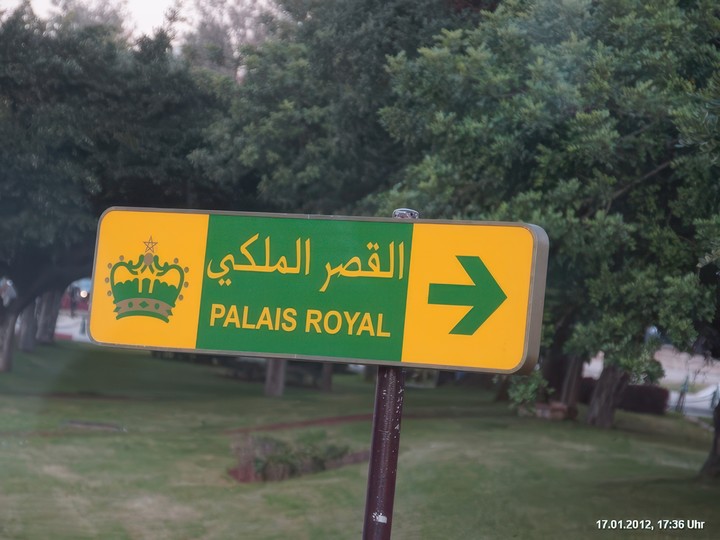 القصر الملكي
PALAIS ROYAL
17.01.2012, 17:36 Uhr